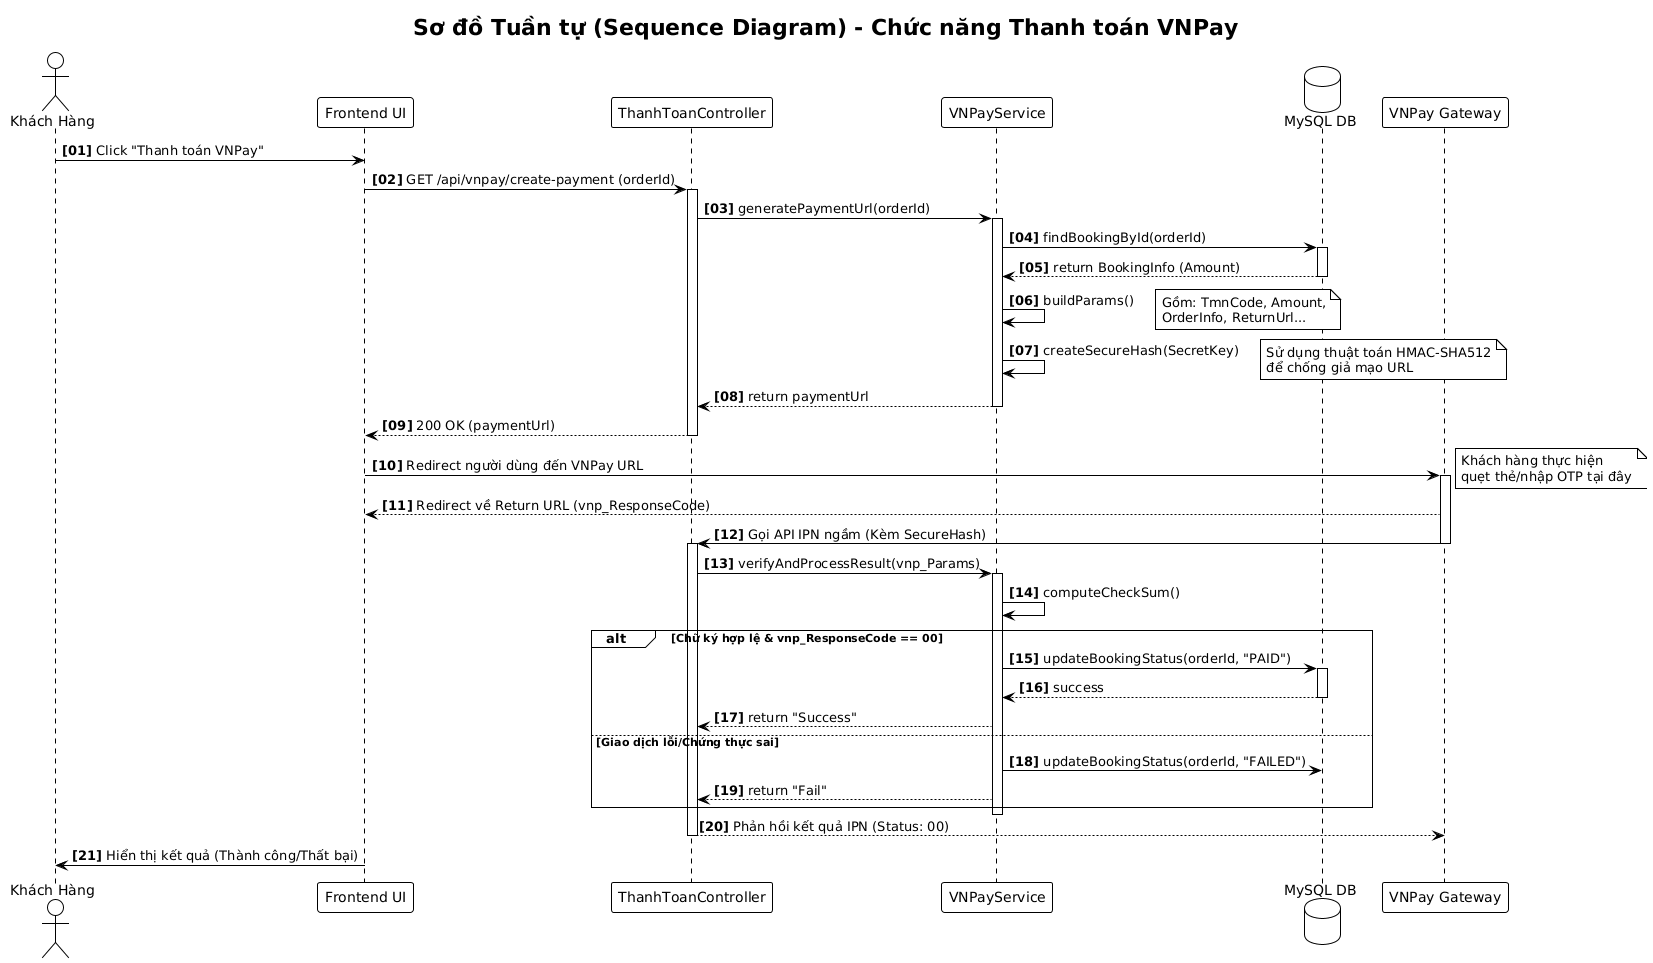 Sơ đồ Tuần tự (Sequence Diagram) - Chức năng Thanh toán VNPay
Khách Hàng
Frontend UI
ThanhToanController
VNPayService
MySQL DB
VNPay Gateway
[01] Click "Thanh toán VNPay"
[02] GET /api/vnpay/create-payment (orderId)
[03] generatePaymentUrl(orderId)
[04] findBookingById(orderId)
[05] return BookingInfo (Amount)
[06] buildParams()
Gồm: TmnCode, Amount,
OrderInfo, ReturnUrl...
[07] createSecureHash(SecretKey)
Sử dụng thuật toán HMAC-SHA512
để chống giả mạo URL
[08] return paymentUrl
[09] 200 OK (paymentUrl)
[10] Redirect người dùng đến VNPay URL
Khách hàng thực hiện
quẹt thẻ/nhập OTP tại đây
[11] Redirect về Return URL (vnp_ResponseCode)
[12] Gọi API IPN ngầm (Kèm SecureHash)
[13] verifyAndProcessResult(vnp_Params)
[14] computeCheckSum()
alt [Chữ ký hợp lệ & vnp_ResponseCode == 00]
[15] updateBookingStatus(orderId, "PAID")
[16] success
[17] return "Success"
[Giao dịch lỗi/Chứng thực sai]
[18] updateBookingStatus(orderId, "FAILED")
[19] return "Fail"
[20] Phản hồi kết quả IPN (Status: 00)
[21] Hiển thị kết quả (Thành công/Thất bại)
Khách Hàng
Frontend UI
ThanhToanController
VNPayService
MySQL DB
VNPay Gateway